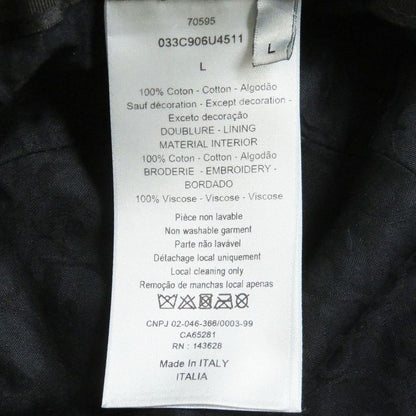 70595
033C906U4511
L
L
100% Coton - Cotton - Algodão
Sauf décoration - Except decoration -
Exceto decoração
DOUBLURE - LINING
MATERIAL INTERIOR
100% Coton - Cotton - Algodão
BRODERIE - EMBROIDERY -
BORDADO
100% Viscose - Viscose - Viscose
Pièce non lavable
Non washable garment
Parte não lavável
Détachage local uniquement
Local cleaning only
Remoção de manchas local apenas
CNPJ 02-046-366/0003-99
CA65281
RN : 143628
Made In ITALY
ITALIA